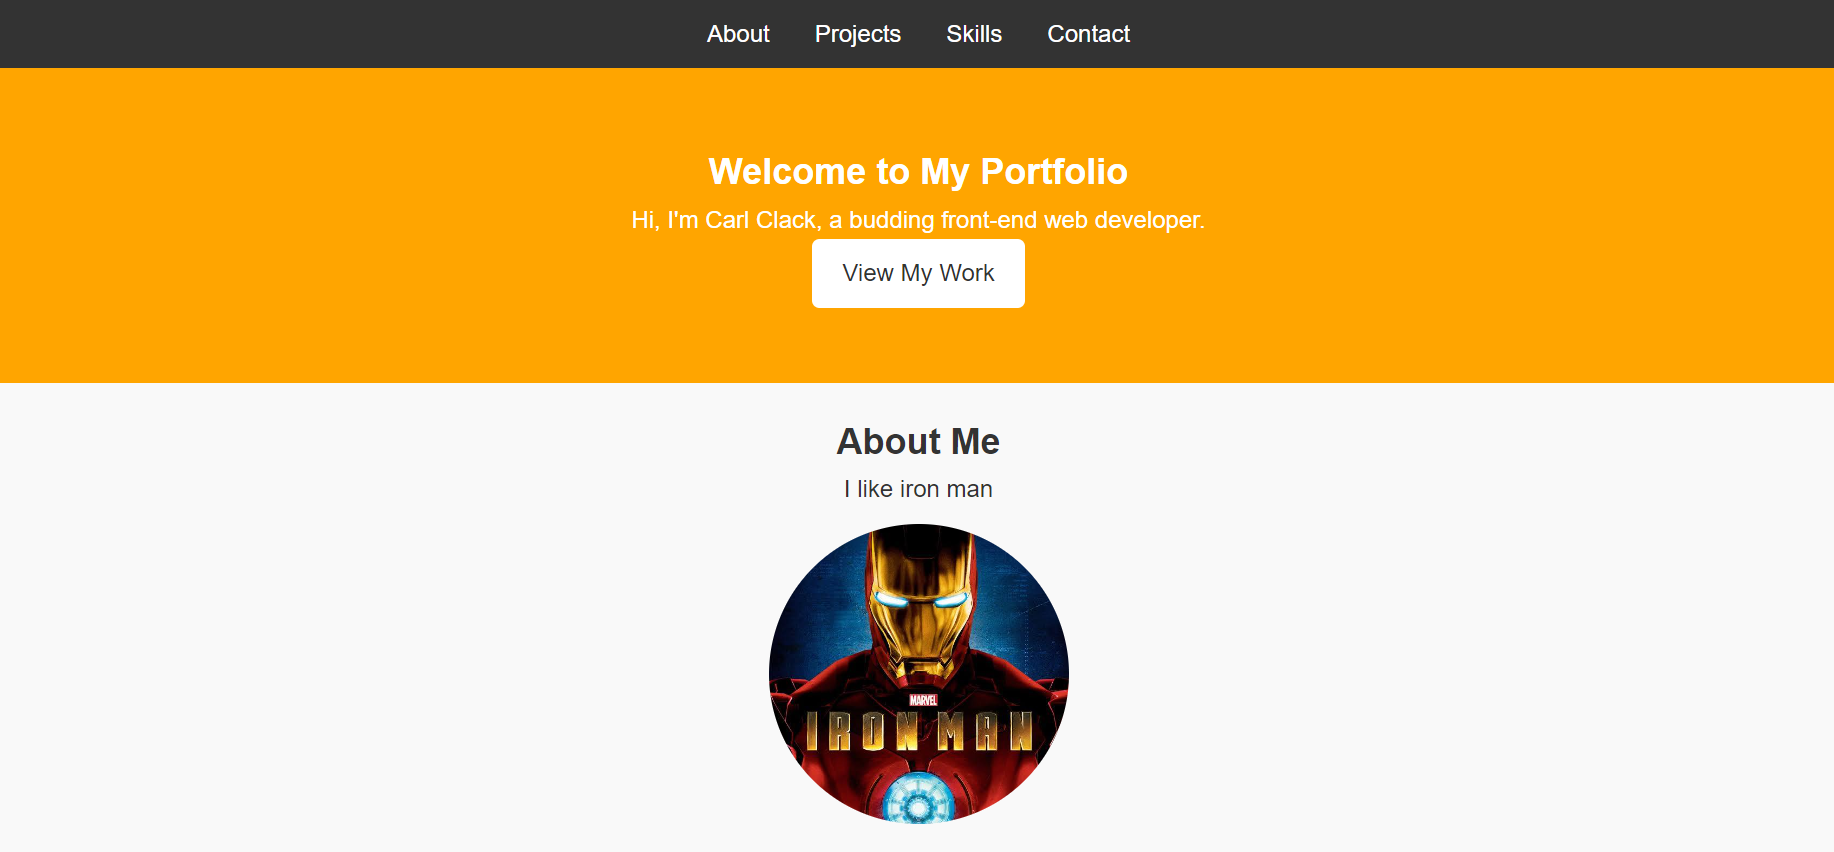 About Projects Skills Contact
Welcome to My Portfolio
Hi, I'm Carl Clack, a budding front-end web developer.
View My Work
About Me
I like iron man
MARVEL
IRON MAN